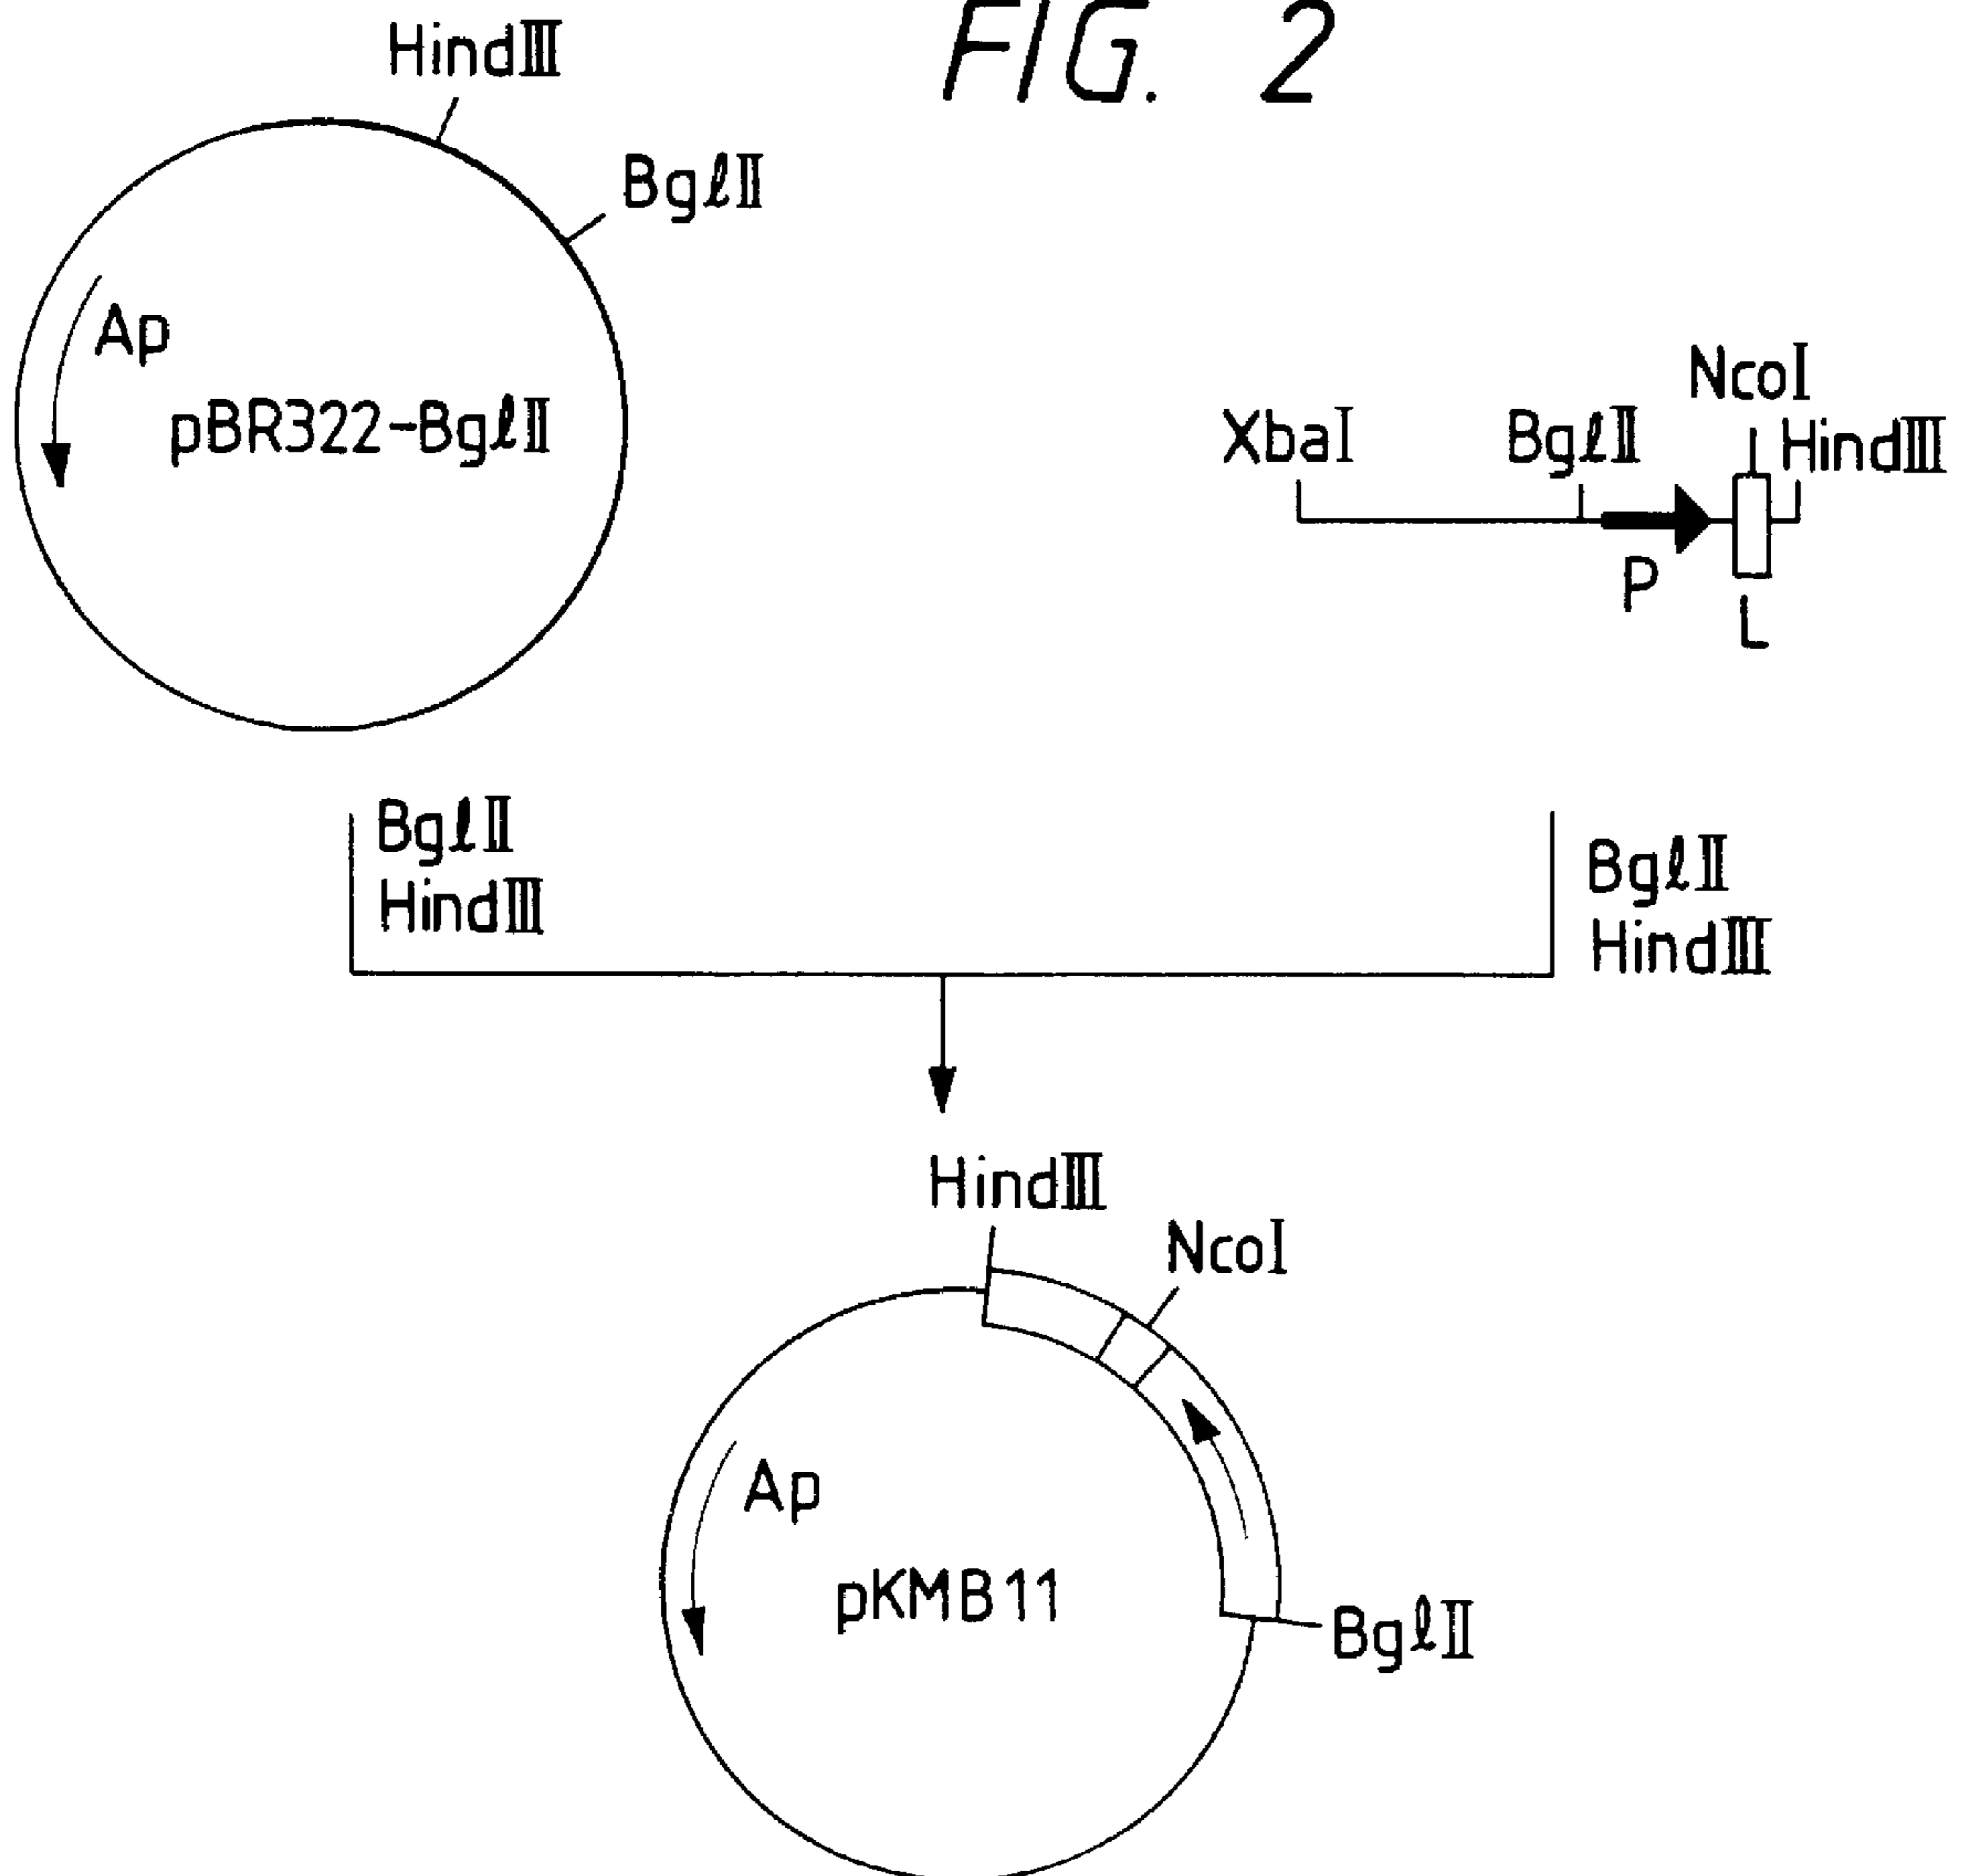 FIG. 2
HindⅢ
BglⅡ
Ap
pBR322-BglⅡ
NcoI
XbaI
BglⅡ
HindⅢ
P
L
BglⅡ
HindⅢ
BglⅡ
HindⅢ
HindⅢ
NcoI
Ap
pKMB11
BglⅡ